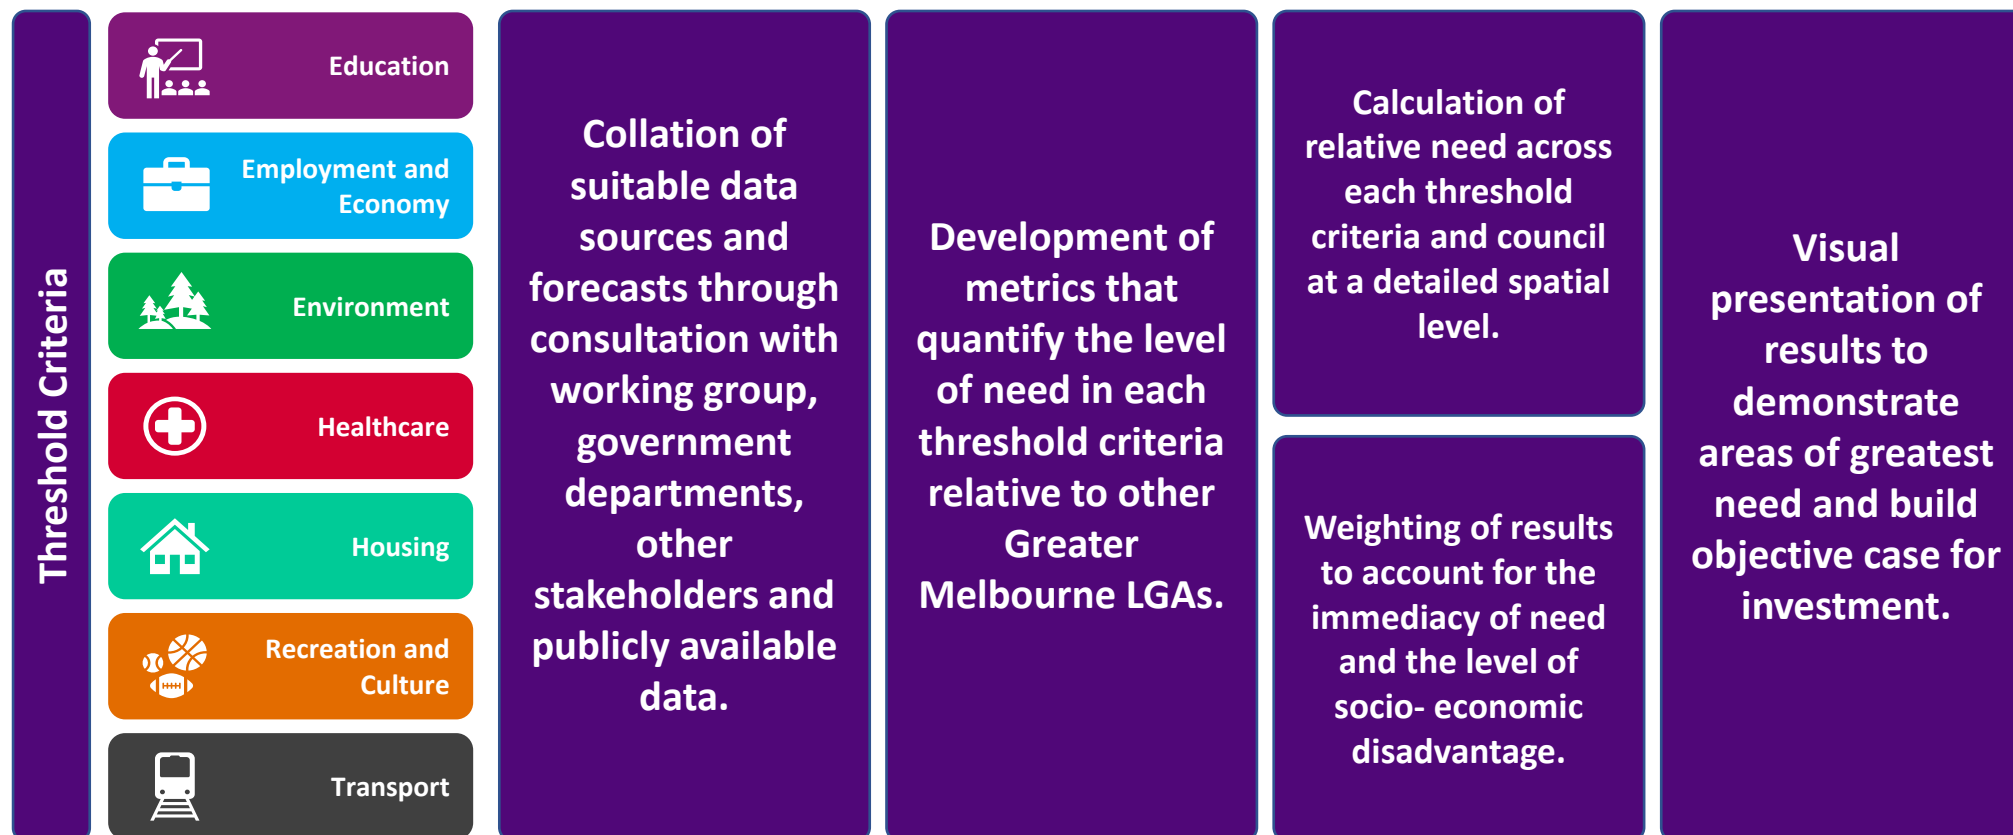 Threshold Criteria
Education
Employment and
Economy
Environment
Healthcare
Housing
Recreation and
Culture
Transport
Collation of
suitable data
sources and
forecasts through
consultation with
working group,
government
departments,
other
stakeholders and
publicly available
data.
Development of
metrics that
quantify the level
of need in each
threshold criteria
relative to other
Greater
Melbourne LGAs.
Calculation of
relative need across
each threshold
criteria and council
at a detailed spatial
level.
Weighting of results
to account for the
immediacy of need
and the level of
socio- economic
disadvantage.
Visual
presentation of
results to
demonstrate
areas of greatest
need and build
objective case for
investment.